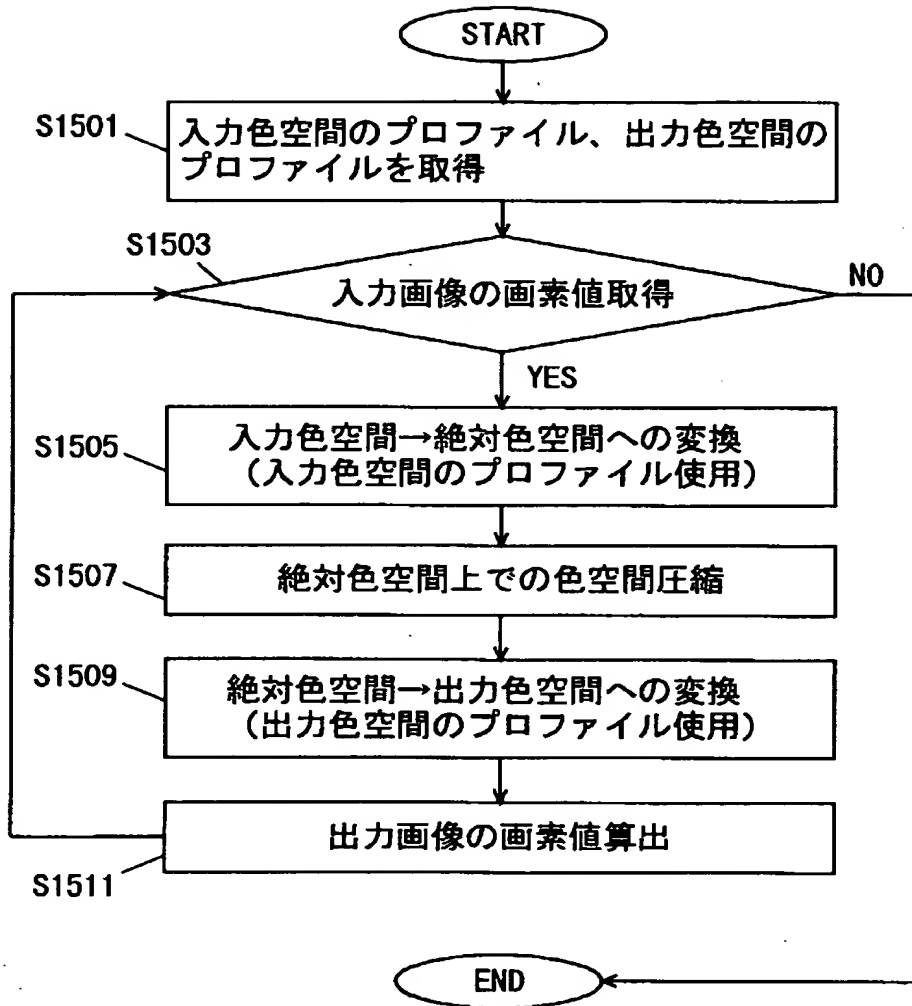 START
S1501
入力色空間のプロファイル、出力色空間の
プロファイルを取得
S1503
入力画像の画素値取得
NO
YES
S1505
入力色空間→絶対色空間への変換
（入力色空間のプロファイル使用）
S1507
絶対色空間上での色空間圧縮
S1509
絶対色空間→出力色空間への変換
（出力色空間のプロファイル使用）
出力画像の画素値算出
S1511
END